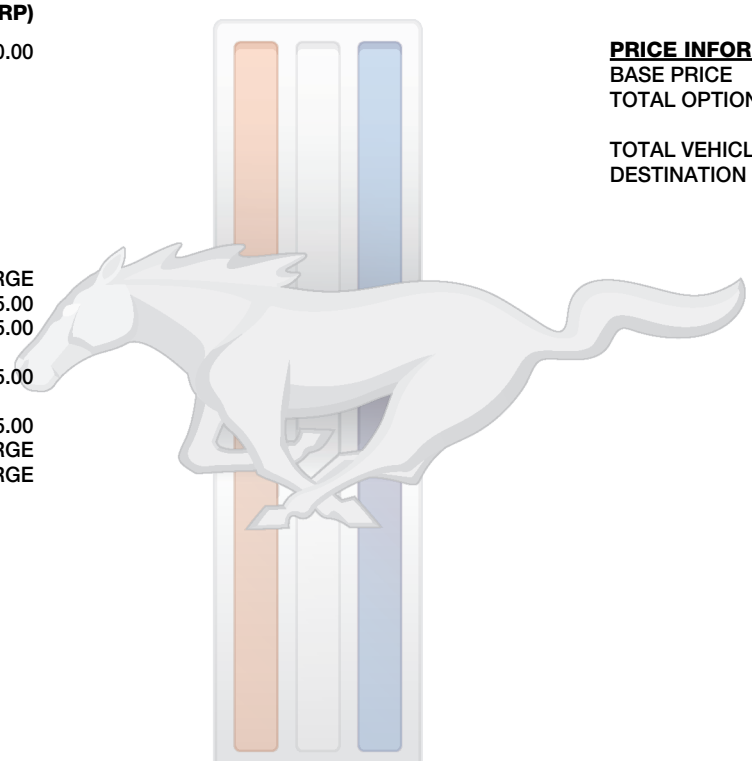 RP)
0.00
RGE
5.00
5.00
5.00
5.00
RGE
RGE
PRICE INFOR
BASE PRICE
TOTAL OPTION
TOTAL VEHICL
DESTINATION